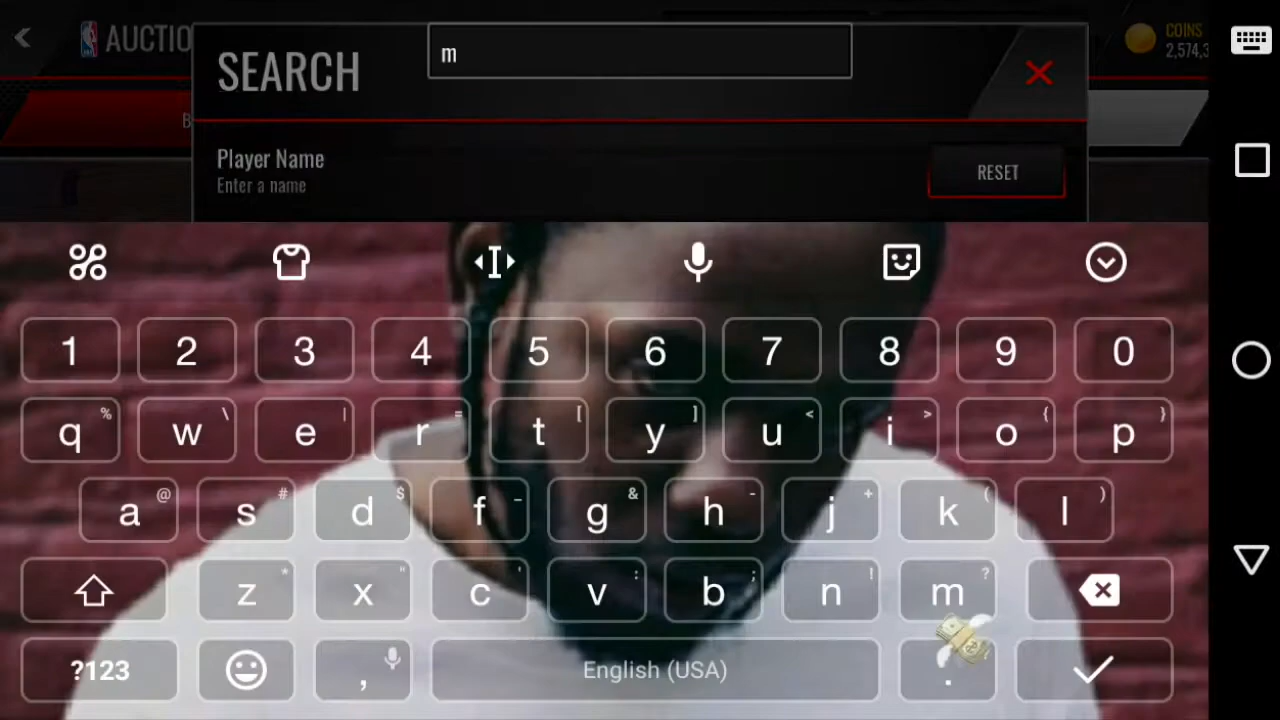 AUCTIO
SEARCH
m
COINS
2,574,3
B
Player Name
Enter a name
RESET
1 2 3 4 5 6 7 8 9 0
q % w \ e | r = t [ y ] u < i > o { p }
a @ s # d $ f _ g & h - j + k ( l )
z * x " c ' v : b ; n ! m ?
?123 , English (USA) .